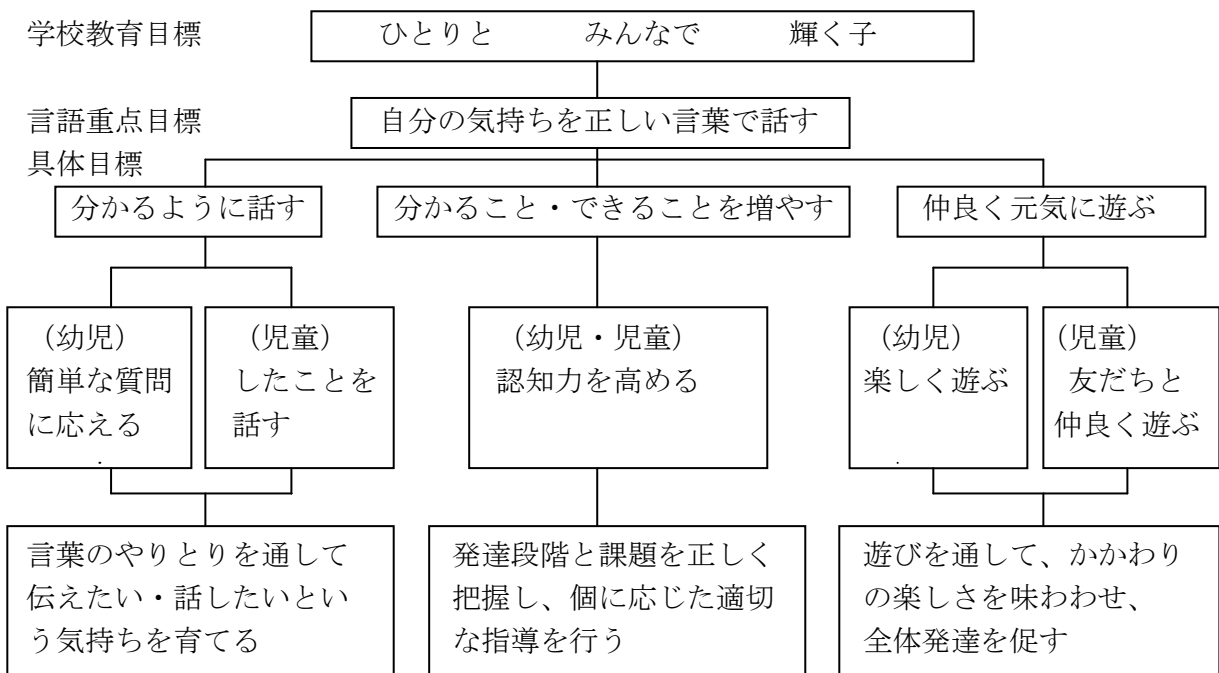 学校教育目標
ひとりと　みんなで　輝く子
言語重点目標
自分の気持ちを正しい言葉で話す
具体目標
分かるように話す
分かること・できることを増やす
仲良く元気に遊ぶ
(幼児)
簡単な質問
に応える
(児童)
したことを
話す
(幼児・児童)
認知力を高める
(幼児)
楽しく遊ぶ
(児童)
友だちと
仲良く遊ぶ
言葉のやりとりを通して
伝えたい・話したいとい
う気持ちを育てる
発達段階と課題を正しく
把握し、個に応じた適切
な指導を行う
遊びを通して、かかわり
の楽しさを味わわせ、
全体発達を促す